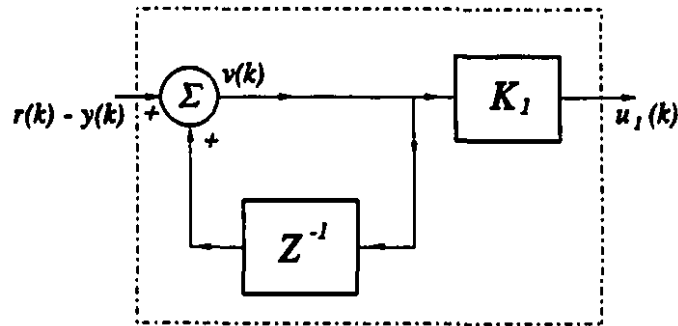 v(k)
Σ
K₁
r(k) - y(k)
+
+
u₁(k)
Z⁻¹